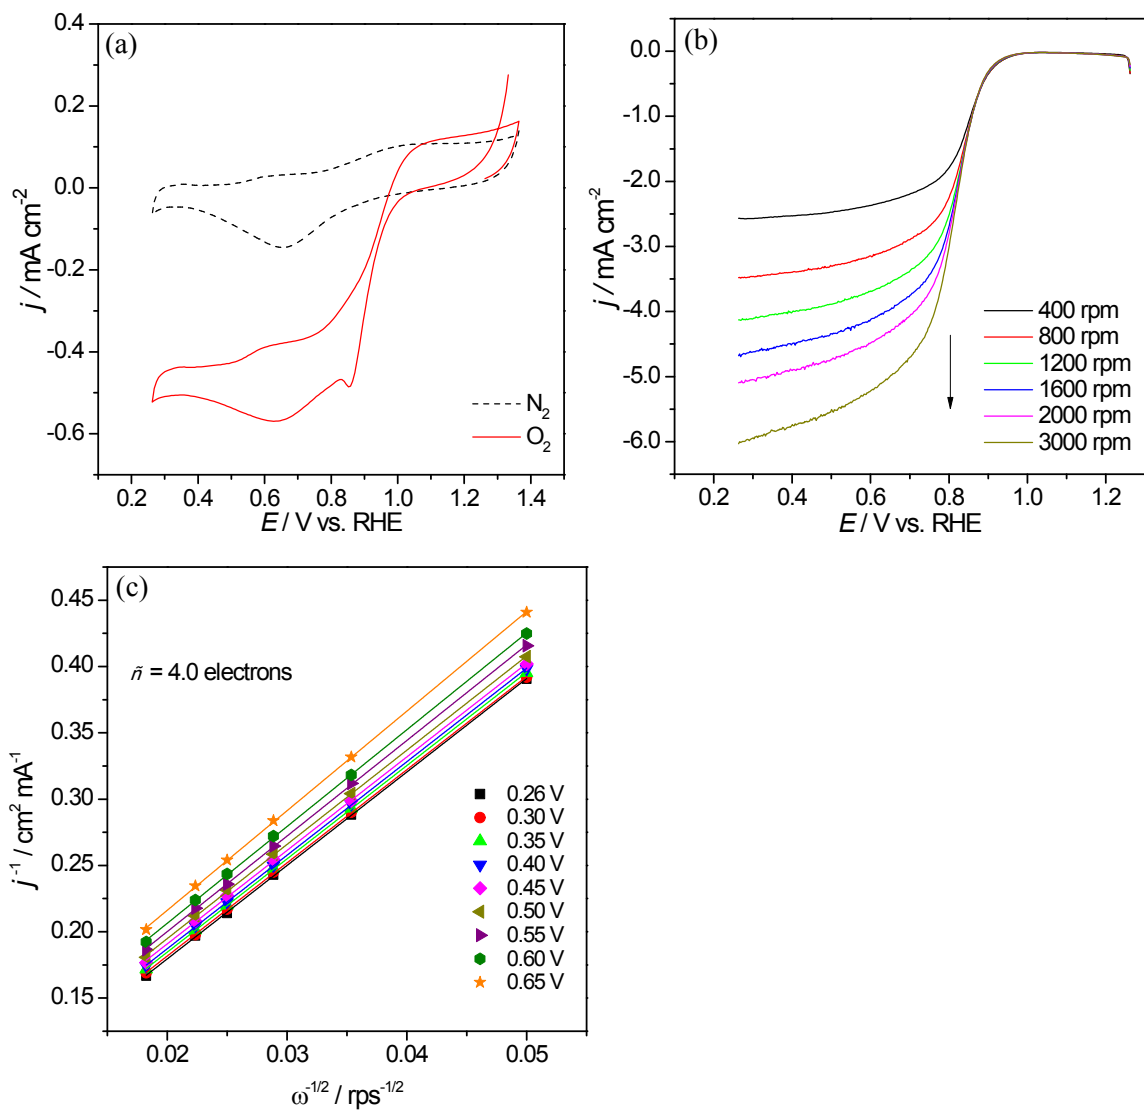 (a)
0.4
0.2
0.0
-0.2
-0.4
-0.6
j / mA cm⁻²
N₂
O₂
0.2 0.4 0.6 0.8 1.0 1.2 1.4
E / V vs. RHE
(b)
0.0
-1.0
-2.0
-3.0
-4.0
-5.0
-6.0
j / mA cm⁻²
400 rpm
800 rpm
1200 rpm
1600 rpm
2000 rpm
3000 rpm
0.2 0.4 0.6 0.8 1.0 1.2
E / V vs. RHE
(c)
0.45
0.40
0.35
0.30
0.25
0.20
0.15
j⁻¹ / cm² mA⁻¹
ñ = 4.0 electrons
0.26 V
0.30 V
0.35 V
0.40 V
0.45 V
0.50 V
0.55 V
0.60 V
0.65 V
0.02 0.03 0.04 0.05
ω⁻¹/² / rps⁻¹/²